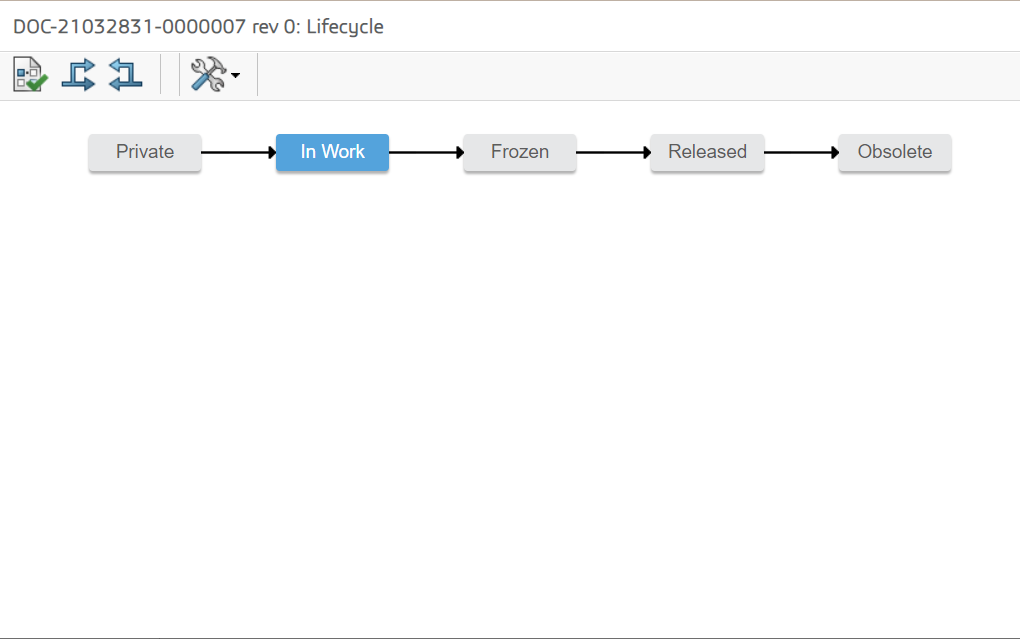 DOC-21032831-0000007 rev 0: Lifecycle
Private In Work Frozen Released Obsolete